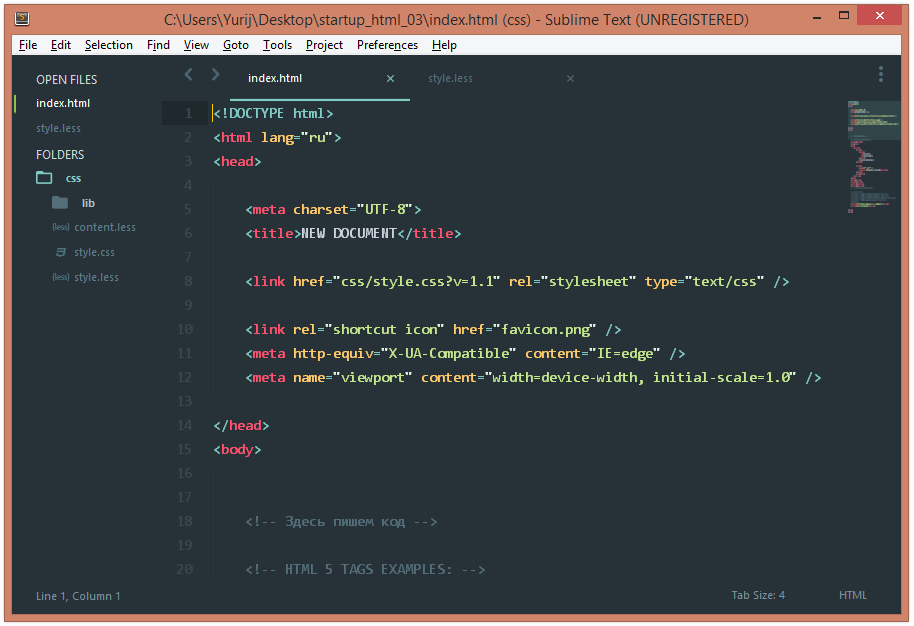 C:\Users\Yurij\Desktop\startup_html_03\index.html (css) - Sublime Text (UNREGISTERED)
File Edit Selection Find View Goto Tools Project Preferences Help
OPEN FILES
index.html
style.less
FOLDERS
css
lib
{less} content.less
style.css
{less} style.less
index.html style.less
1 <!DOCTYPE html>
2 <html lang="ru">
3 <head>
4
5 <meta charset="UTF-8">
6 <title>NEW DOCUMENT</title>
7
8 <link href="css/style.css?v=1.1" rel="stylesheet" type="text/css" />
9
10 <link rel="shortcut icon" href="favicon.png" />
11 <meta http-equiv="X-UA-Compatible" content="IE=edge" />
12 <meta name="viewport" content="width=device-width, initial-scale=1.0" />
13
14 </head>
15 <body>
16
17
18 <!-- Здесь пишем код -->
19
20 <!-- HTML 5 TAGS EXAMPLES: -->
Line 1, Column 1 Tab Size: 4 HTML